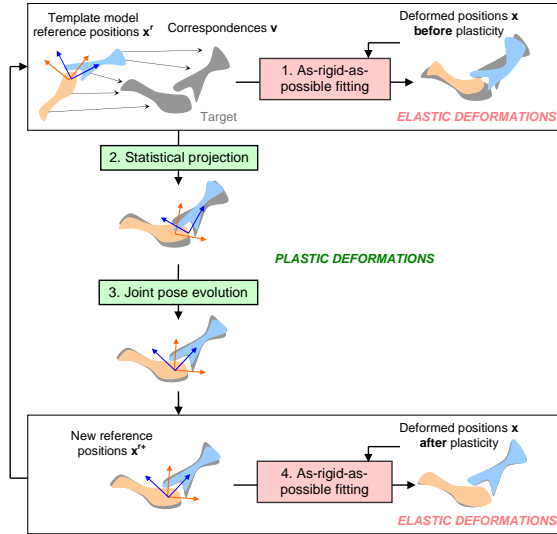 Template model
reference positions x^r
Correspondences v
Deformed positions x
before plasticity
1. As-rigid-as-
possible fitting
Target
ELASTIC DEFORMATIONS
2. Statistical projection
PLASTIC DEFORMATIONS
3. Joint pose evolution
New reference
positions x^r+
Deformed positions x
after plasticity
4. As-rigid-as-
possible fitting
ELASTIC DEFORMATIONS